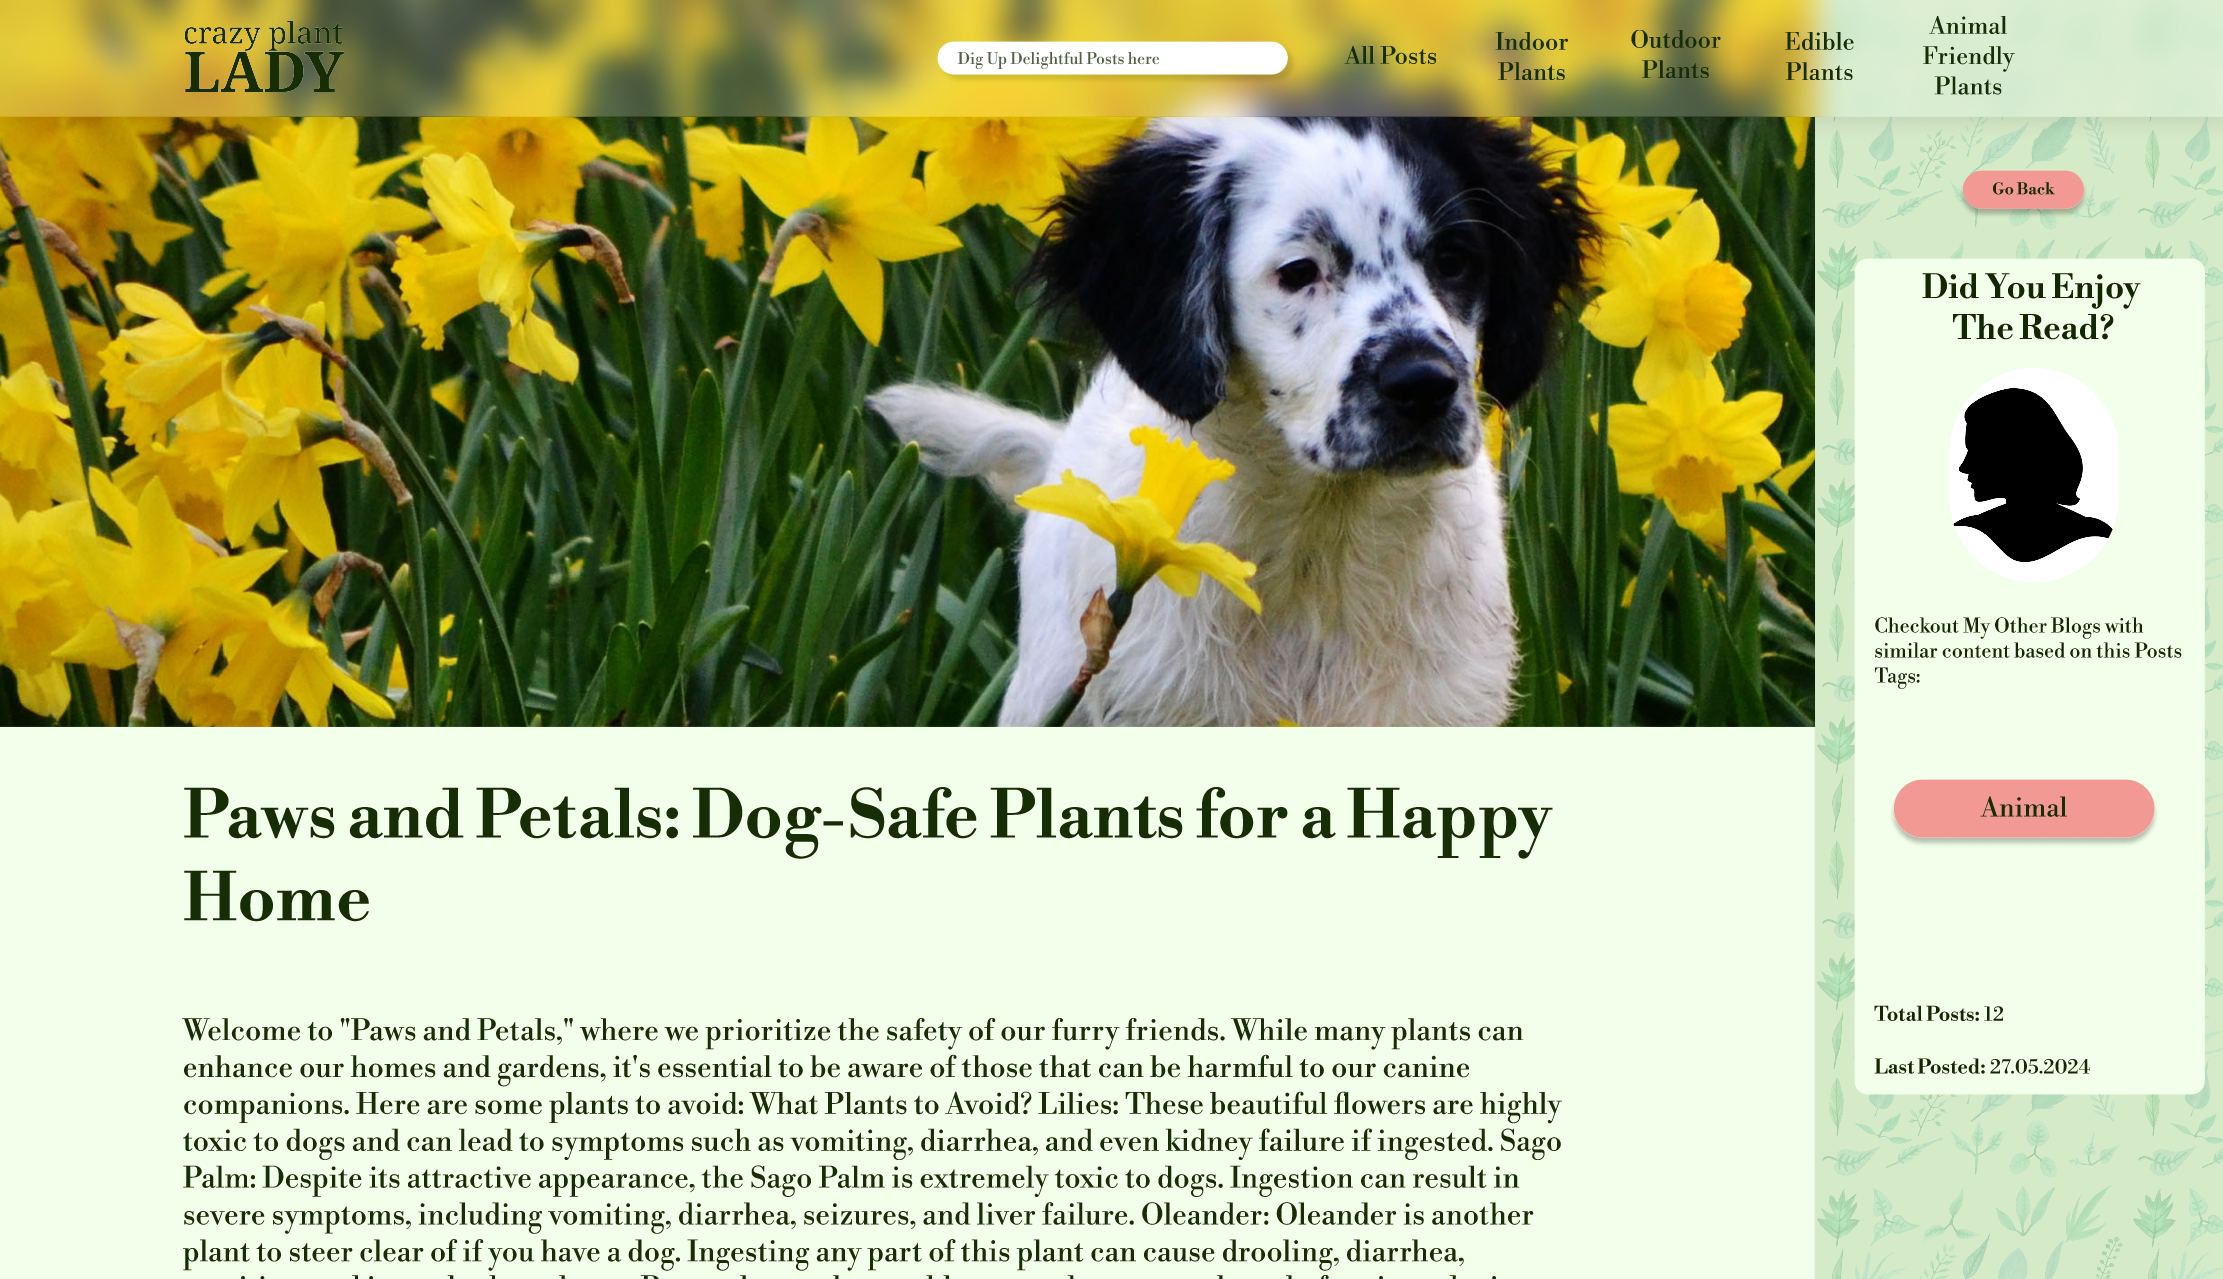 crazy plant
LADY
Dig Up Delightful Posts here
All Posts
Indoor
Plants
Outdoor
Plants
Edible
Plants
Animal
Friendly
Plants
Go Back
Did You Enjoy
The Read?
Checkout My Other Blogs with
similar content based on this Posts
Tags:
Animal
Total Posts: 12
Last Posted: 27.05.2024
Paws and Petals: Dog-Safe Plants for a Happy
Home
Welcome to "Paws and Petals," where we prioritize the safety of our furry friends. While many plants can
enhance our homes and gardens, it's essential to be aware of those that can be harmful to our canine
companions. Here are some plants to avoid: What Plants to Avoid? Lilies: These beautiful flowers are highly
toxic to dogs and can lead to symptoms such as vomiting, diarrhea, and even kidney failure if ingested. Sago
Palm: Despite its attractive appearance, the Sago Palm is extremely toxic to dogs. Ingestion can result in
severe symptoms, including vomiting, diarrhea, seizures, and liver failure. Oleander: Oleander is another
plant to steer clear of if you have a dog. Ingesting any part of this plant can cause drooling, diarrhea,